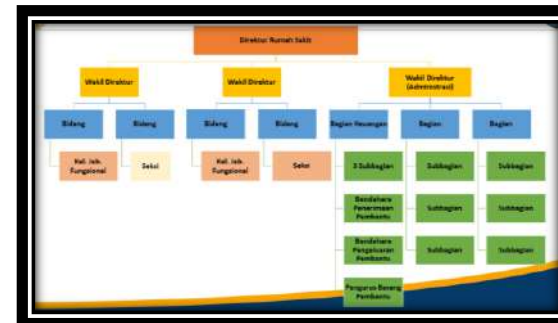 Direktur Rumah Sakit
Wakil Direktur
Wakil Direktur
Wakil Direktur
(Administrasi)
Bidang
Bidang
Bidang
Bidang
Bagian Keuangan
Bagian
Bagian
Kel. Jab.
Fungsional
Seksi
Kel. Jab.
Fungsional
Seksi
3 Subbagian
Subbagian
Subbagian
Bendahara
Penerimaan
Pembantu
Subbagian
Subbagian
Bendahara
Pengeluaran
Pembantu
Subbagian
Subbagian
Pengurus Barang
Pembantu